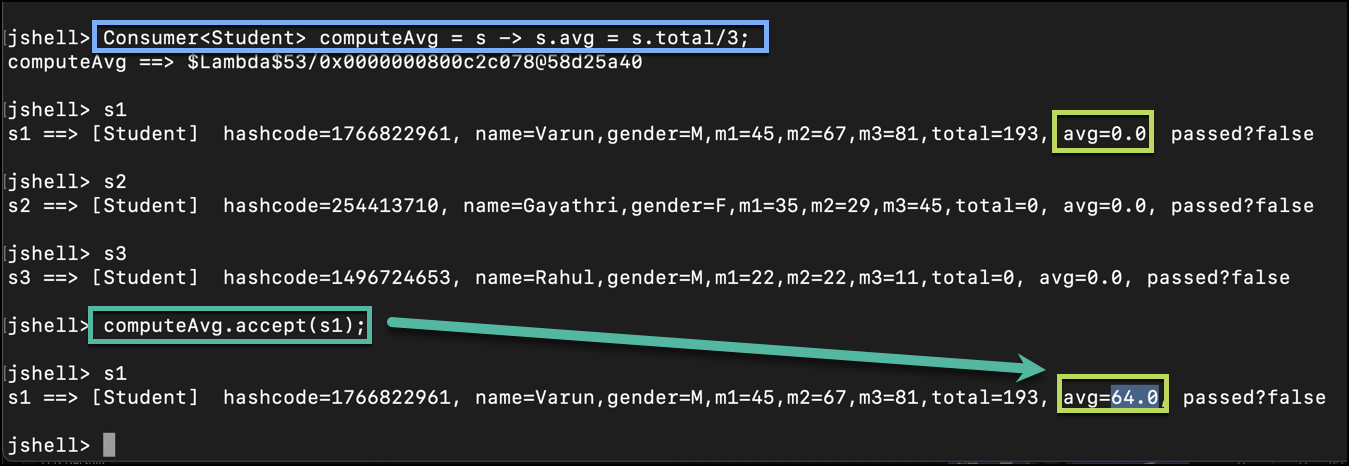 jshell> Consumer<Student> computeAvg = s -> s.avg = s.total/3;
computeAvg ==> $Lambda$53/0x0000000800c2c078@58d25a40
jshell> s1
s1 ==> [Student]  hashcode=1766822961, name=Varun,gender=M,m1=45,m2=67,m3=81,total=193, avg=0.0  passed?false
jshell> s2
s2 ==> [Student]  hashcode=254413710, name=Gayathri,gender=F,m1=35,m2=29,m3=45,total=0, avg=0.0, passed?false
jshell> s3
s3 ==> [Student]  hashcode=1496724653, name=Rahul,gender=M,m1=22,m2=22,m3=11,total=0, avg=0.0, passed?false
jshell> computeAvg.accept(s1);
jshell> s1
s1 ==> [Student]  hashcode=1766822961, name=Varun,gender=M,m1=45,m2=67,m3=81,total=193, avg=64.0, passed?false
jshell>